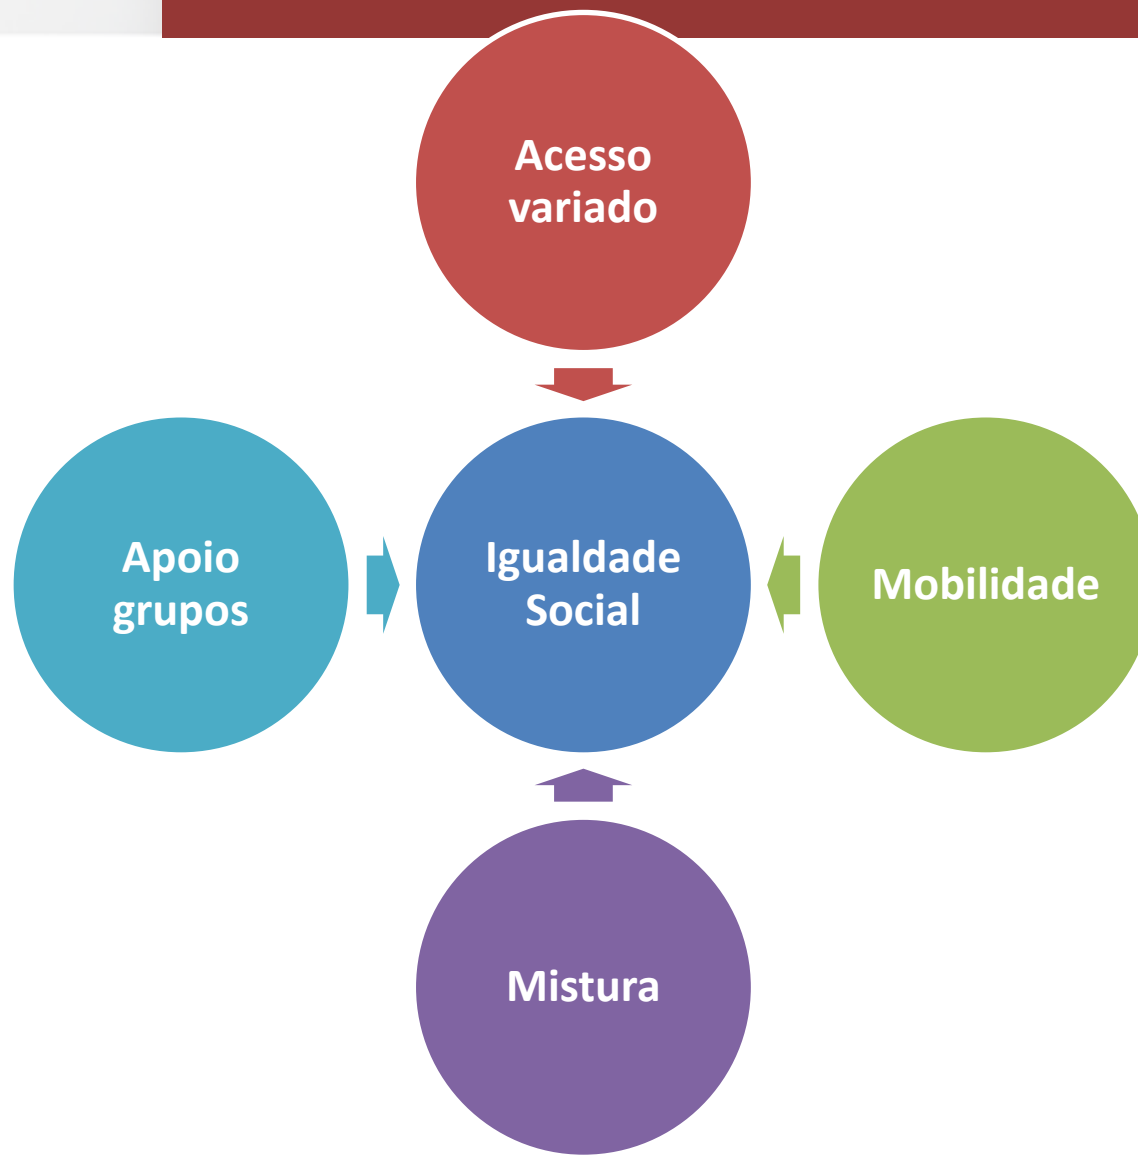 Acesso
variado
Apoio
grupos
Igualdade
Social
Mobilidade
Mistura